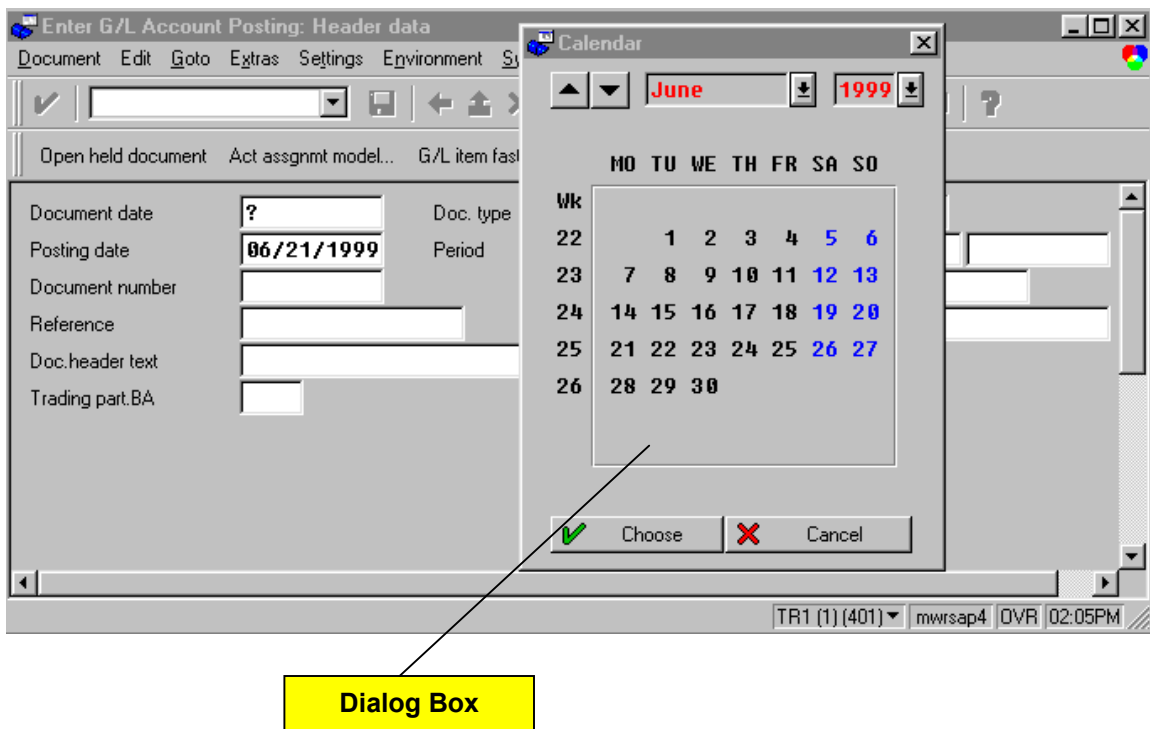 Enter G/L Account Posting: Header data
Document Edit Goto Extras Settings Environment
Open held document Act assgnmt model... G/L item fast
Document date ? Doc. type
Posting date 06/21/1999 Period
Document number
Reference
Doc.header text
Trading part.BA
Calendar
June 1999
MO TU WE TH FR SA SO
Wk
22 1 2 3 4 5 6
23 7 8 9 10 11 12 13
24 14 15 16 17 18 19 20
25 21 22 23 24 25 26 27
26 28 29 30
Choose Cancel
TR1 (1) (401) mwrsap4 OVR 02:05PM
Dialog Box